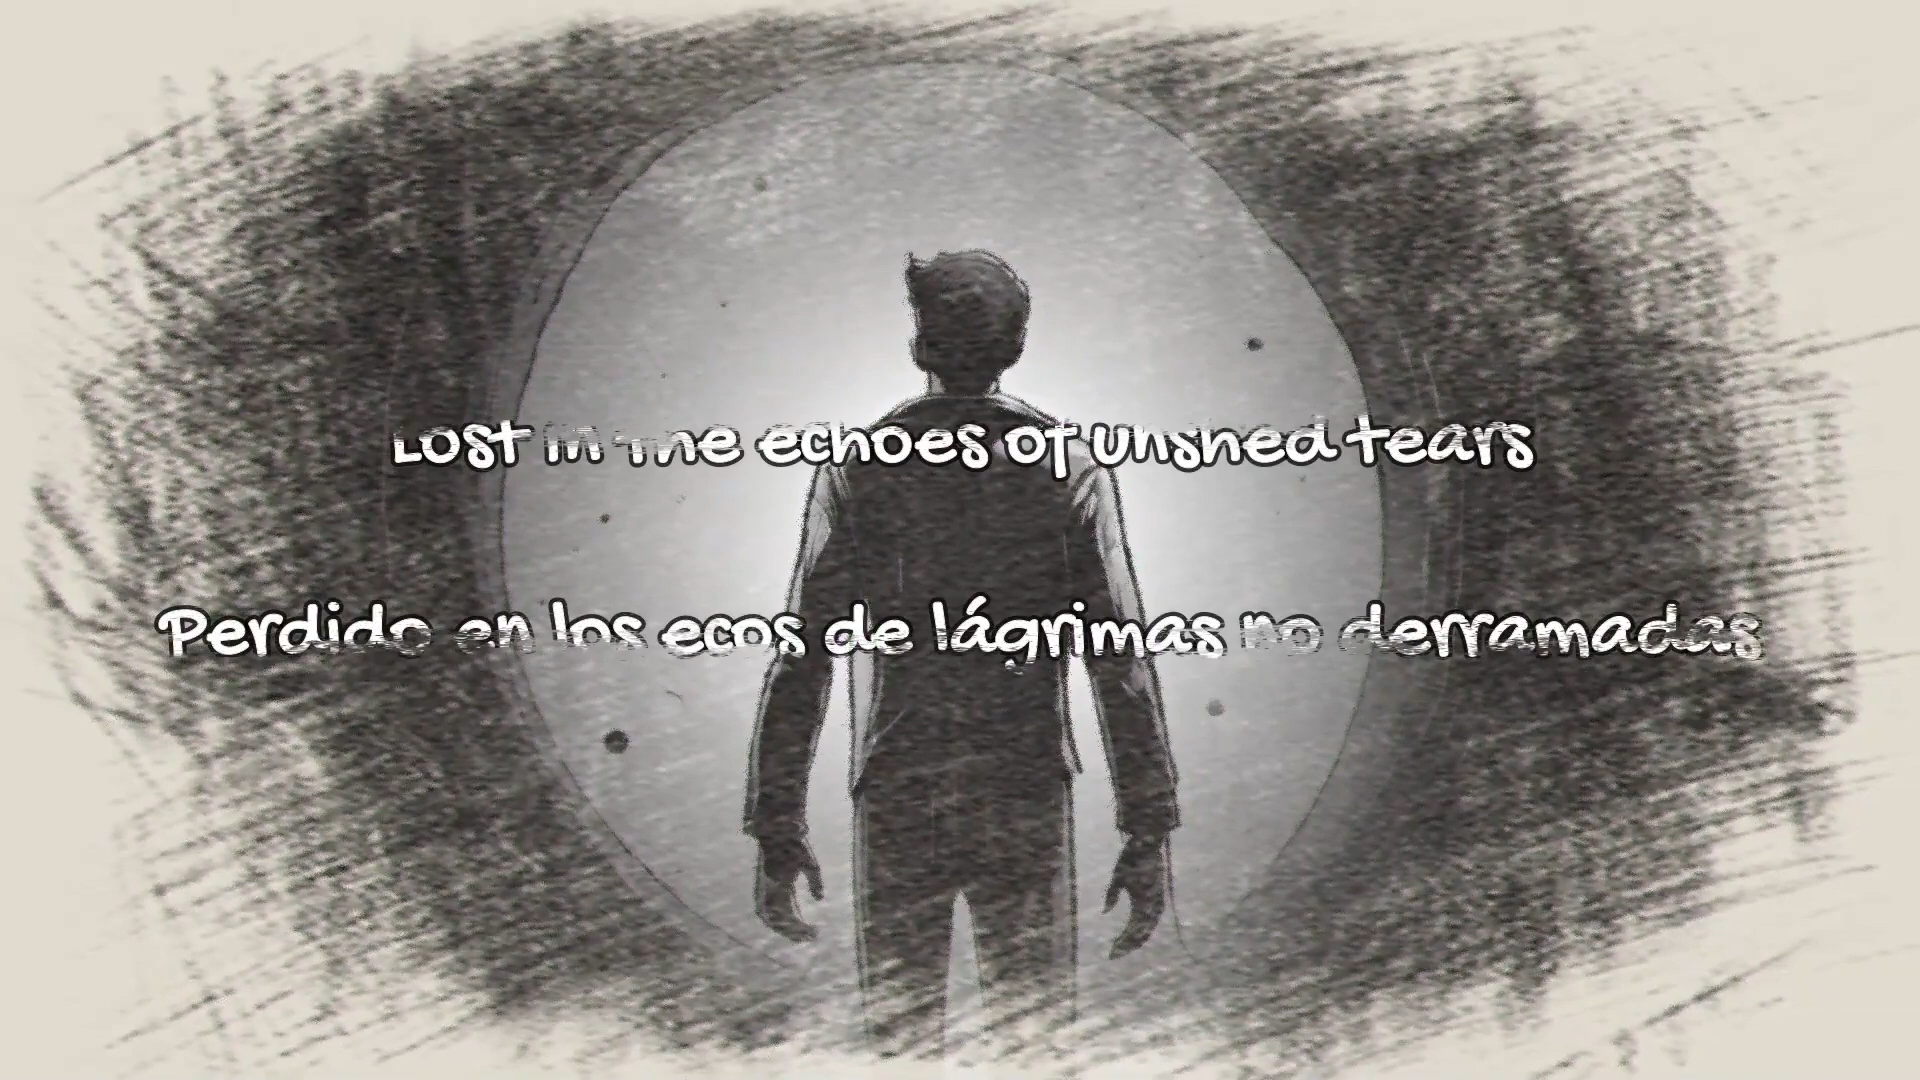 Lost in the echoes of unshed tears
Perdido en los ecos de lágrimas no derramadas